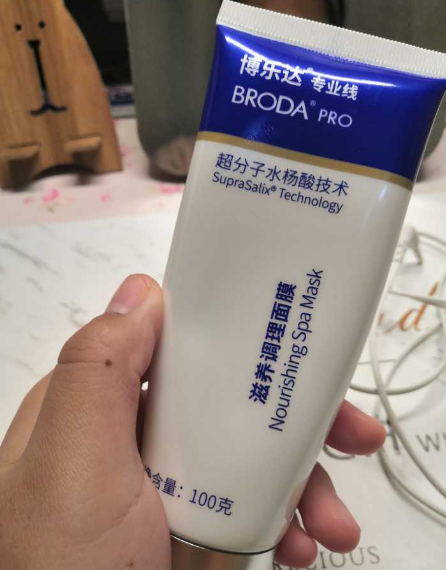 博乐达® 专业线
BRODA® PRO
超分子水杨酸技术
SupraSalix® Technology
滋养调理面膜
Nourishing Spa Mask
含量：100克